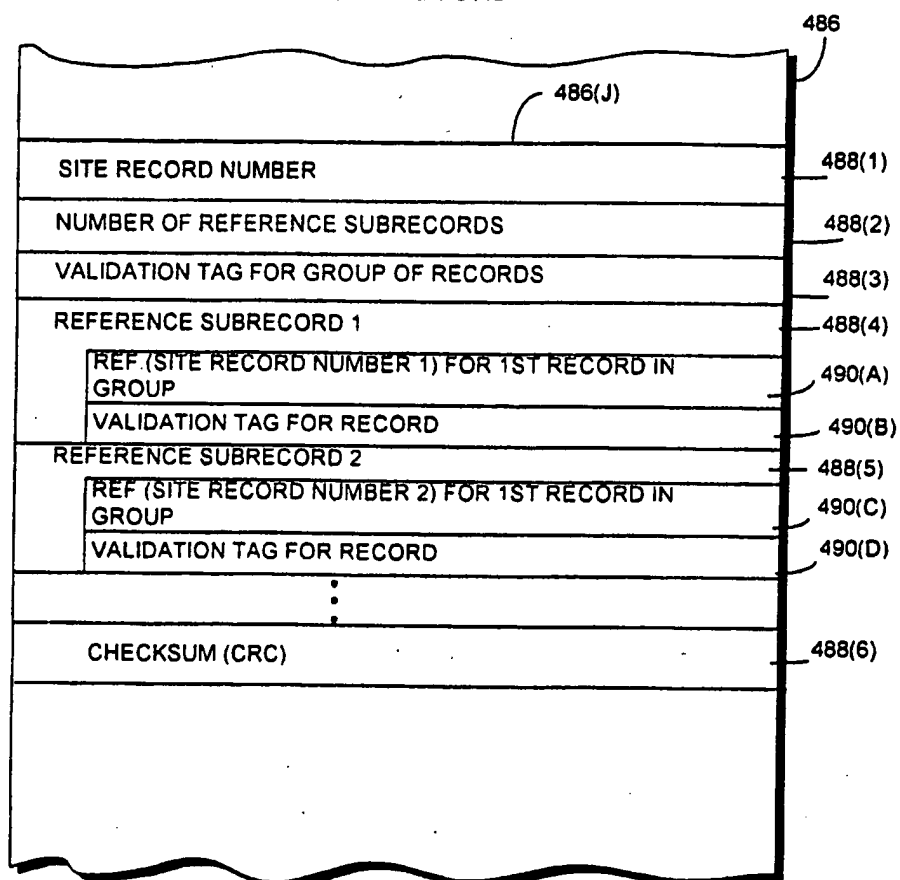 486
486(J)
SITE RECORD NUMBER 488(1)
NUMBER OF REFERENCE SUBRECORDS 488(2)
VALIDATION TAG FOR GROUP OF RECORDS 488(3)
REFERENCE SUBRECORD 1 488(4)
REF.(SITE RECORD NUMBER 1) FOR 1ST RECORD IN
GROUP 490(A)
VALIDATION TAG FOR RECORD 490(B)
REFERENCE SUBRECORD 2 488(5)
REF (SITE RECORD NUMBER 2) FOR 1ST RECORD IN
GROUP 490(C)
VALIDATION TAG FOR RECORD 490(D)
CHECKSUM (CRC) 488(6)